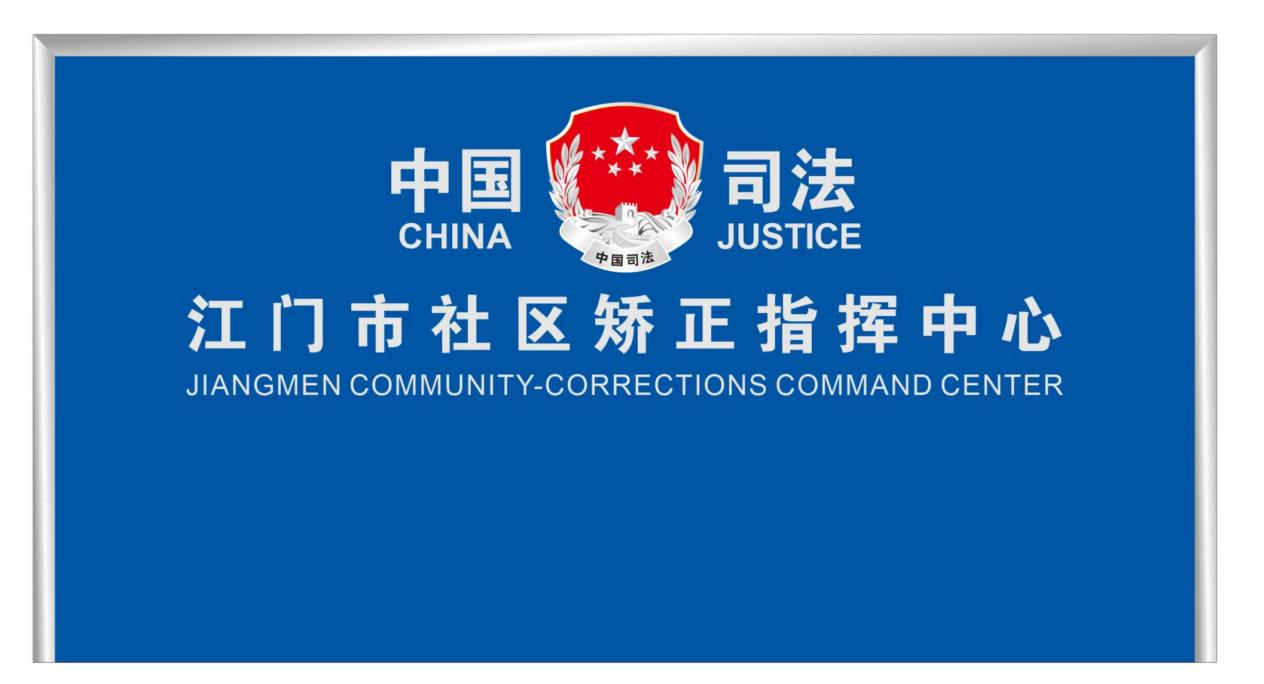 中国 司法
CHINA JUSTICE
中国司法
江门市社区矫正指挥中心
JIANGMEN COMMUNITY-CORRECTIONS COMMAND CENTER